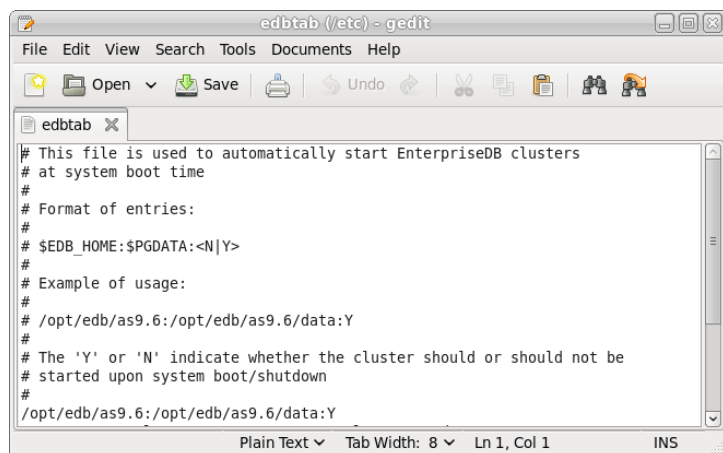 edbtab (/etc) - gedit
File Edit View Search Tools Documents Help
Open Save Undo
edbtab
# This file is used to automatically start EnterpriseDB clusters
# at system boot time
#
# Format of entries:
#
# $EDB_HOME:$PGDATA:<N|Y>
#
# Example of usage:
#
# /opt/edb/as9.6:/opt/edb/as9.6/data:Y
#
# The 'Y' or 'N' indicate whether the cluster should or should not be
# started upon system boot/shutdown
#
/opt/edb/as9.6:/opt/edb/as9.6/data:Y
Plain Text Tab Width: 8 Ln 1, Col 1 INS